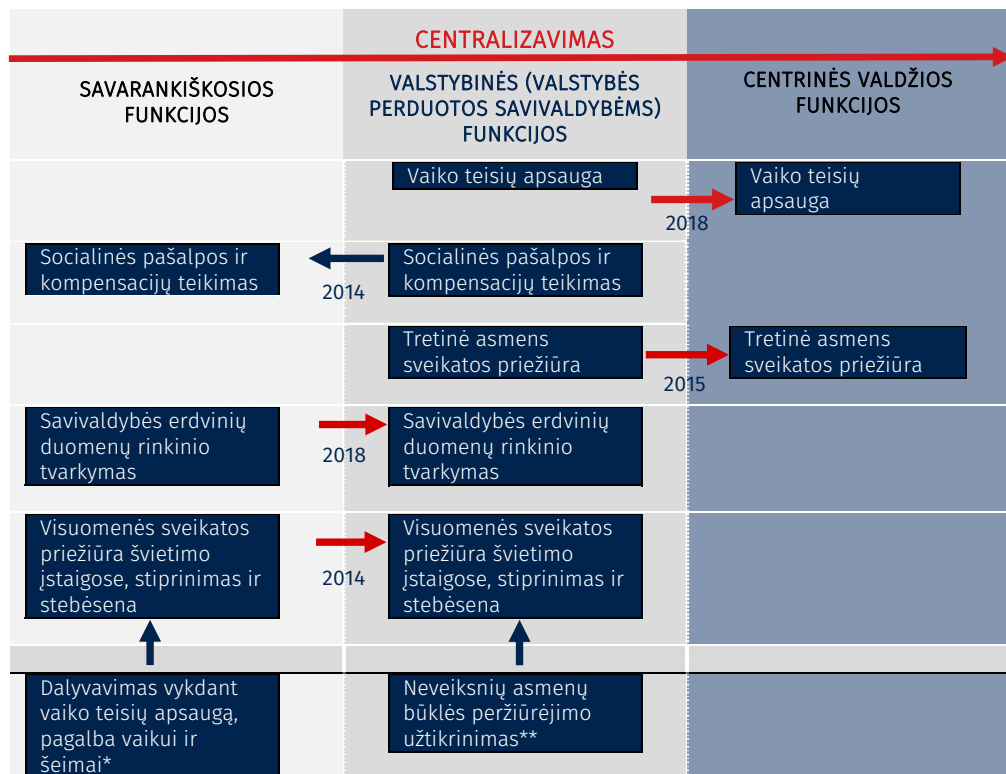 CENTRALIZAVIMAS
SAVARANKIŠKOSIOS
FUNKCIJOS
VALSTYBINĖS (VALSTYBĖS
PERDUOTOS SAVIVALDYBĖMS)
FUNKCIJOS
CENTRINĖS VALDŽIOS
FUNKCIJOS
Vaiko teisių apsauga
2018
Vaiko teisių
apsauga
Socialinės pašalpos ir
kompensacijų teikimas
2014
Socialinės pašalpos ir
kompensacijų teikimas
Tretinė asmens
sveikatos priežiūra
2015
Tretinė asmens
sveikatos priežiūra
Savivaldybės erdvinių
duomenų rinkinio
tvarkymas
2018
Savivaldybės erdvinių
duomenų rinkinio
tvarkymas
Visuomenės sveikatos
priežiūra švietimo
įstaigose, stiprinimas ir
stebėsena
2014
Visuomenės sveikatos
priežiūra švietimo
įstaigose, stiprinimas ir
stebėsena
Dalyvavimas vykdant
vaiko teisių apsaugą,
pagalba vaikui ir
šeimai*
Neveiksnių asmenų
būklės peržiūrėjimo
užtikrinimas**